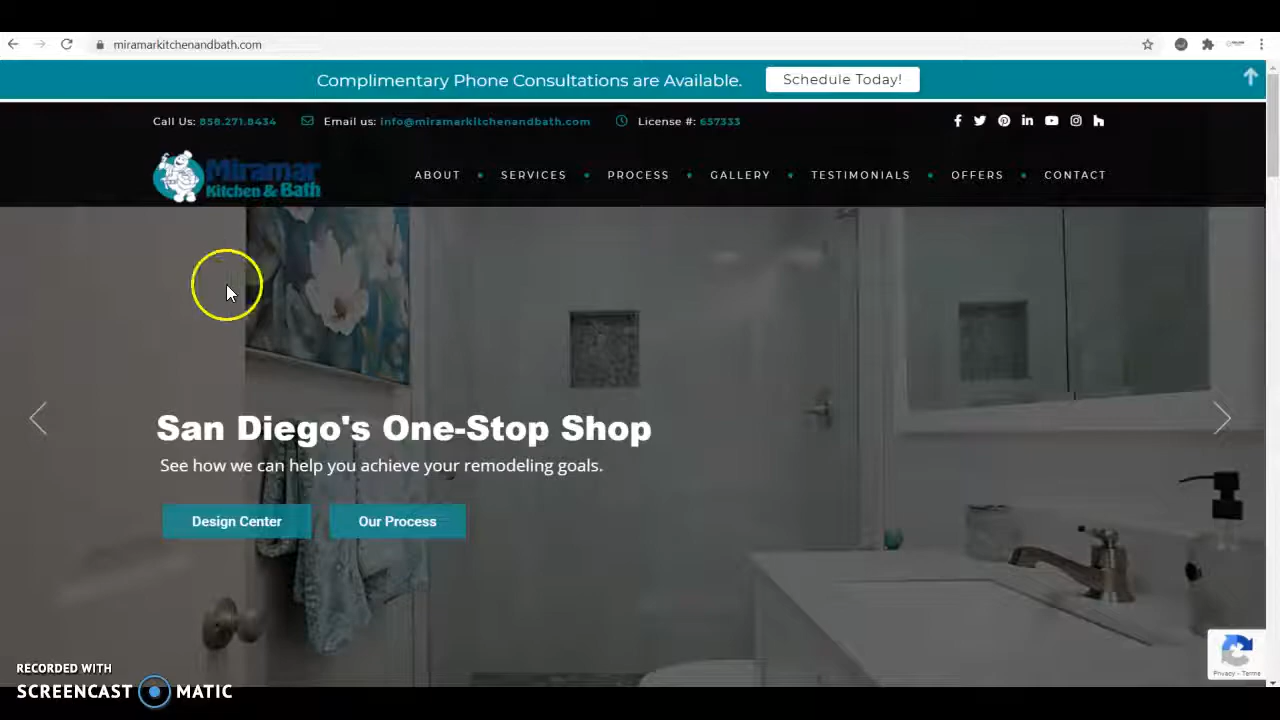 miramarkitchenandbath.com
Complimentary Phone Consultations are Available. Schedule Today!
Call Us: 858.271.8434 Email us: info@miramarkitchenandbath.com License #: 657333
Miramar
Kitchen & Bath
ABOUT SERVICES PROCESS GALLERY TESTIMONIALS OFFERS CONTACT
San Diego's One-Stop Shop
See how we can help you achieve your remodeling goals.
Design Center Our Process
Privacy - Terms
RECORDED WITH
SCREENCAST MATIC